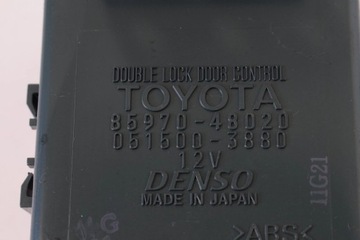 DOUBLE LOCK DOOR CONTROL
TOYOTA
85970-48020
051500-3880
12V
DENSO
MADE IN JAPAN
11G21
>ABS<